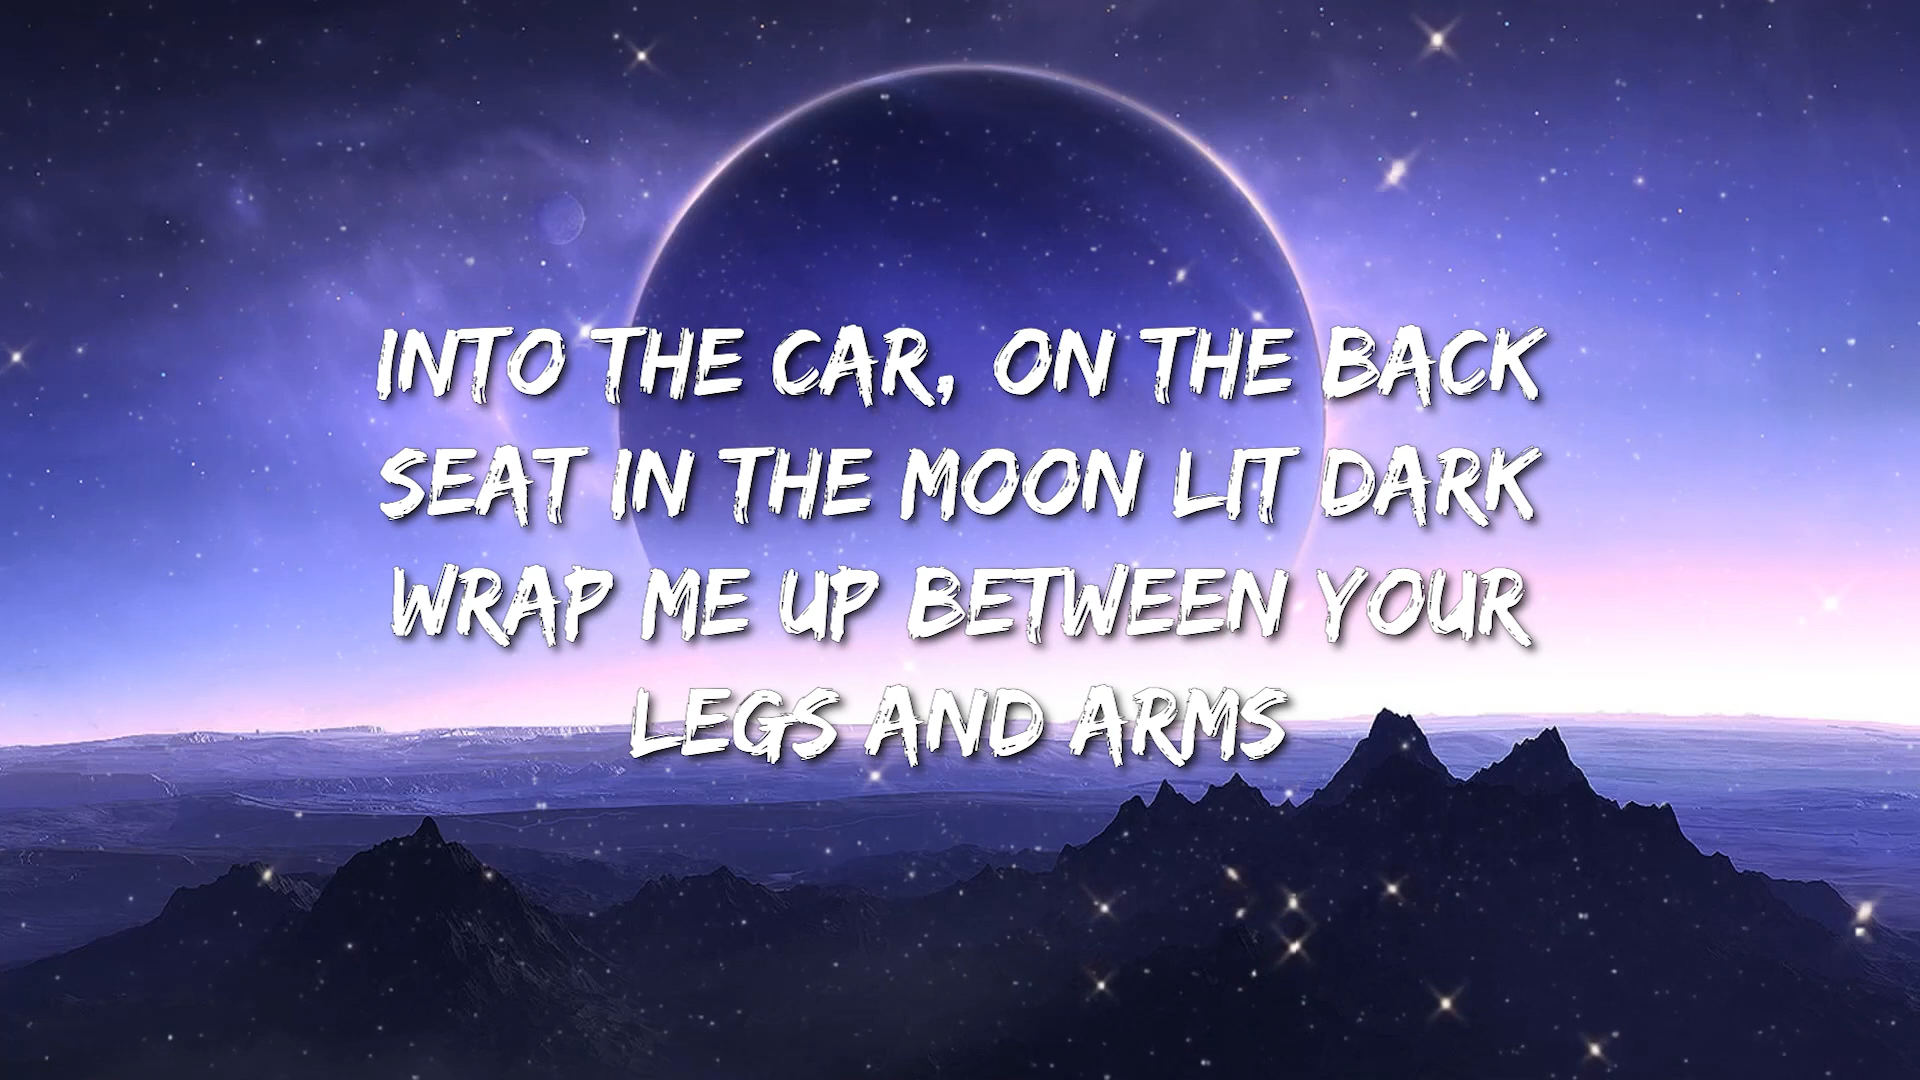 INTO THE CAR, ON THE BACK
SEAT IN THE MOON LIT DARK
WRAP ME UP BETWEEN YOUR
LEGS AND ARMS